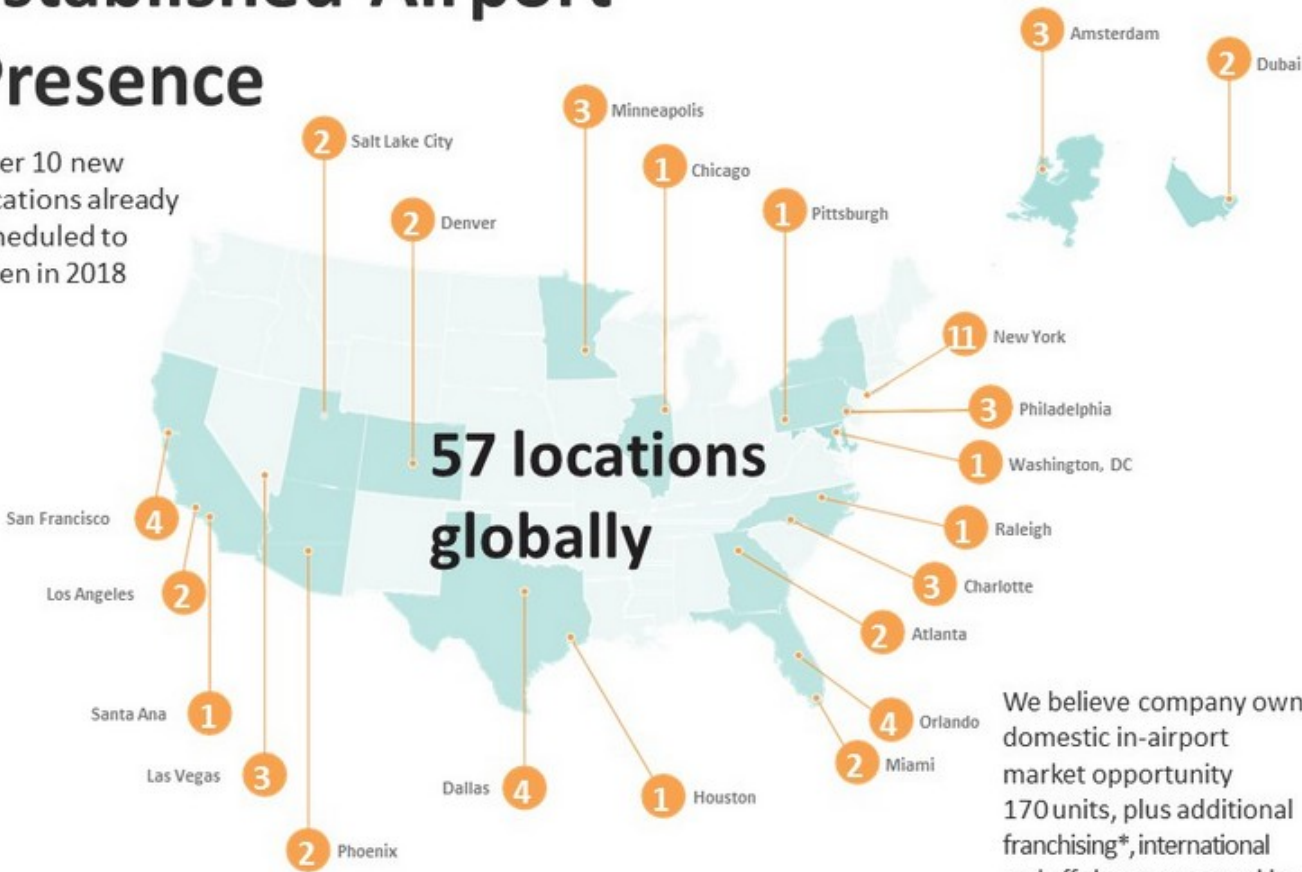 Presence
10 new
already
to
in 2018
3 Amsterdam
2 Dubai
3 Minneapolis
2 Salt Lake City
1 Chicago
1 Pittsburgh
2 Denver
11 New York
3 Philadelphia
1 Washington, DC
57 locations
globally
San Francisco 4
1 Raleigh
Los Angeles 2
3 Charlotte
2 Atlanta
Santa Ana 1
4 Orlando
Las Vegas 3
2 Miami
Dallas 4
1 Houston
2 Phoenix
We believe company own
domestic in-airport
market opportunity
170 units, plus additional
franchising*, international